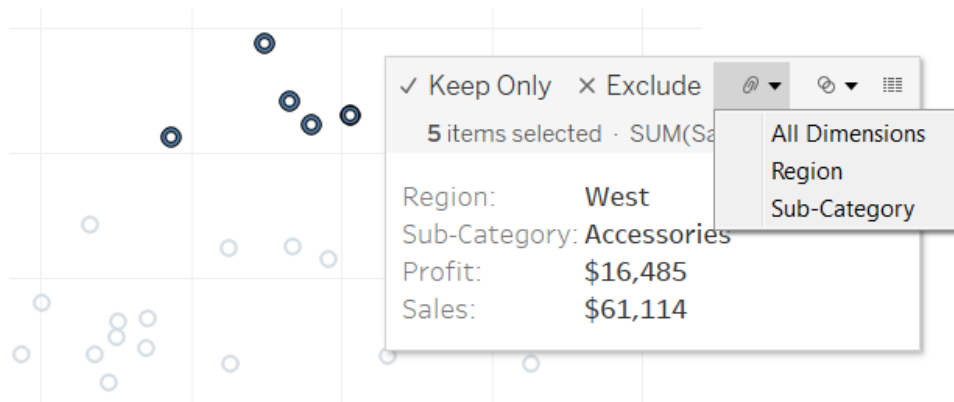 ✓ Keep Only × Exclude
5 items selected · SUM(Sa
All Dimensions
Region
Sub-Category
Region: West
Sub-Category: Accessories
Profit: $16,485
Sales: $61,114